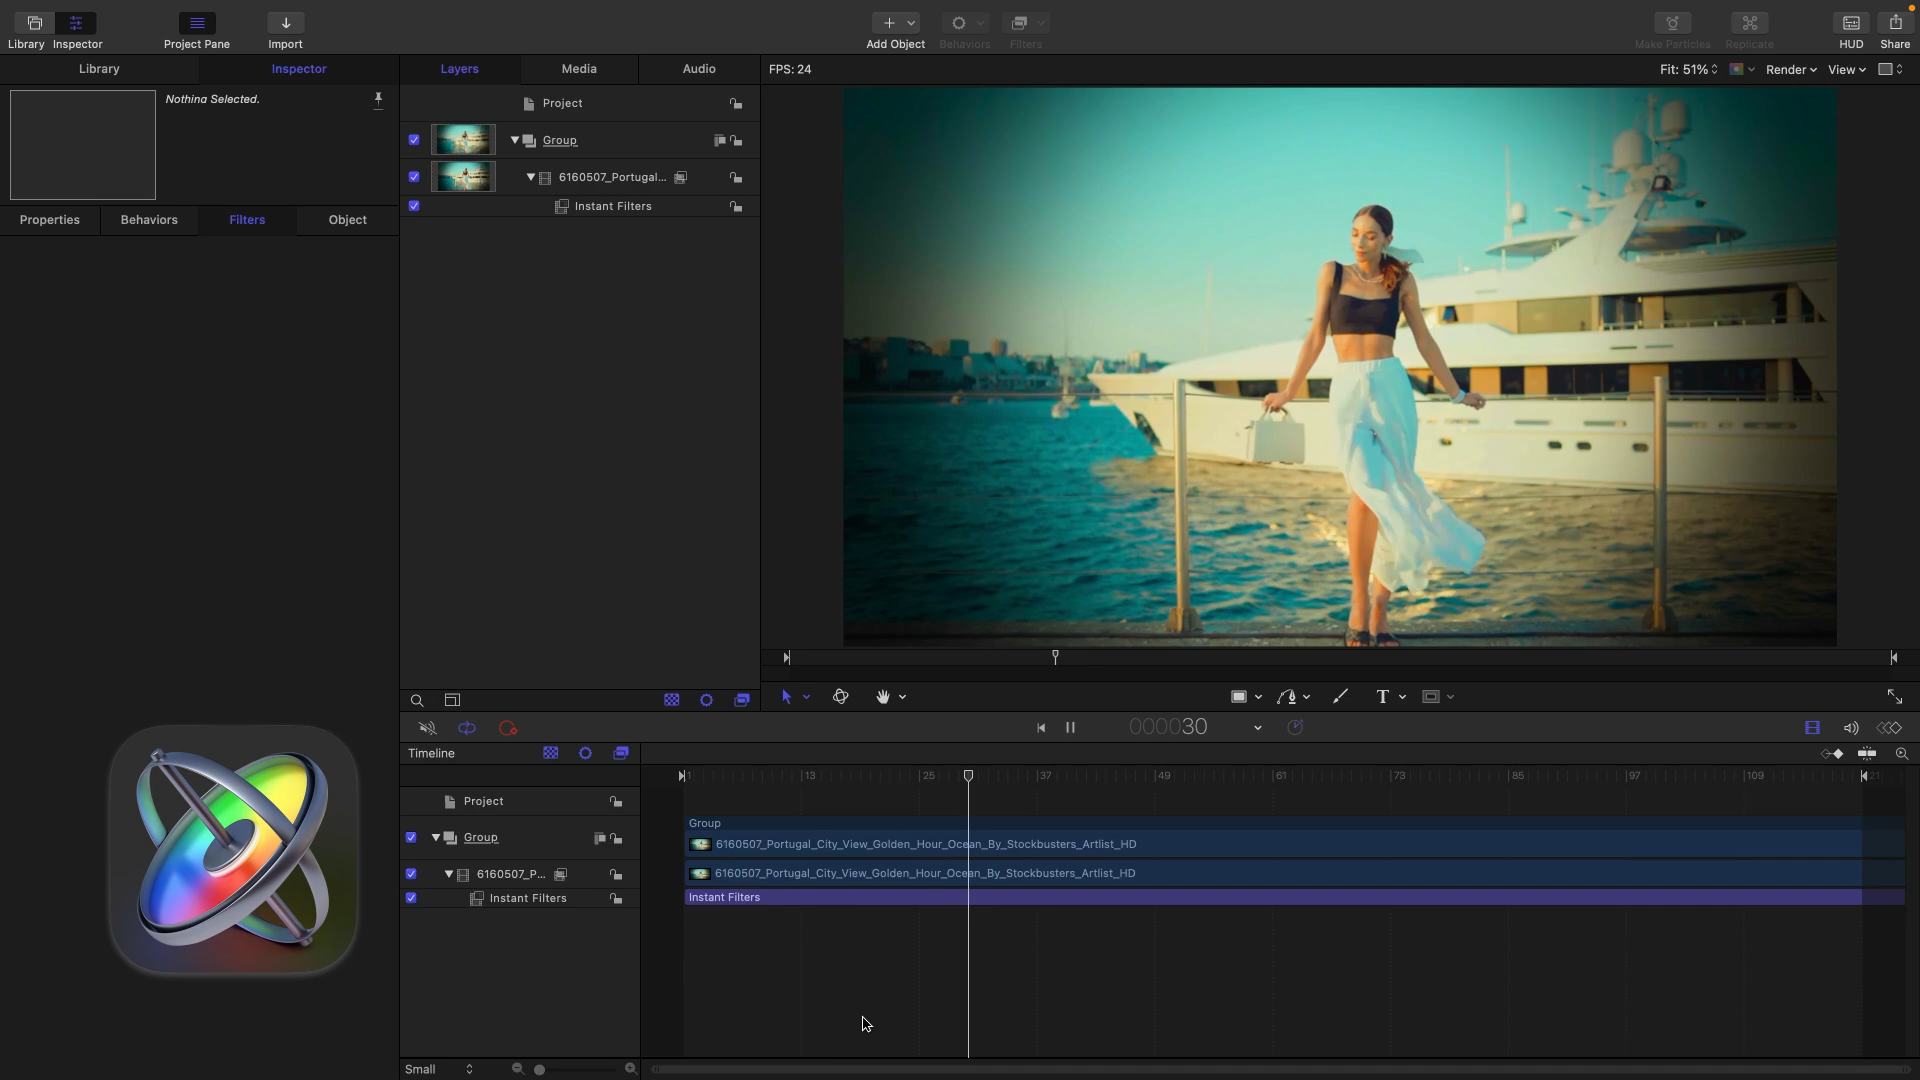 Library Inspector Project Pane Import Add Object Behaviors Filters Make Particles Replicate HUD Share
Library Inspector Layers Media Audio FPS: 24 Fit: 51% Render View
Nothing Selected.
Project
Group
6160507_Portugal...
Instant Filters
Properties Behaviors Filters Object
000030
Timeline
1 13 25 37 49 61 73 85 97 109 121
Project
Group
6160507_P...
Instant Filters
Group
6160507_Portugal_City_View_Golden_Hour_Ocean_By_Stockbusters_Artlist_HD
6160507_Portugal_City_View_Golden_Hour_Ocean_By_Stockbusters_Artlist_HD
Instant Filters
Small